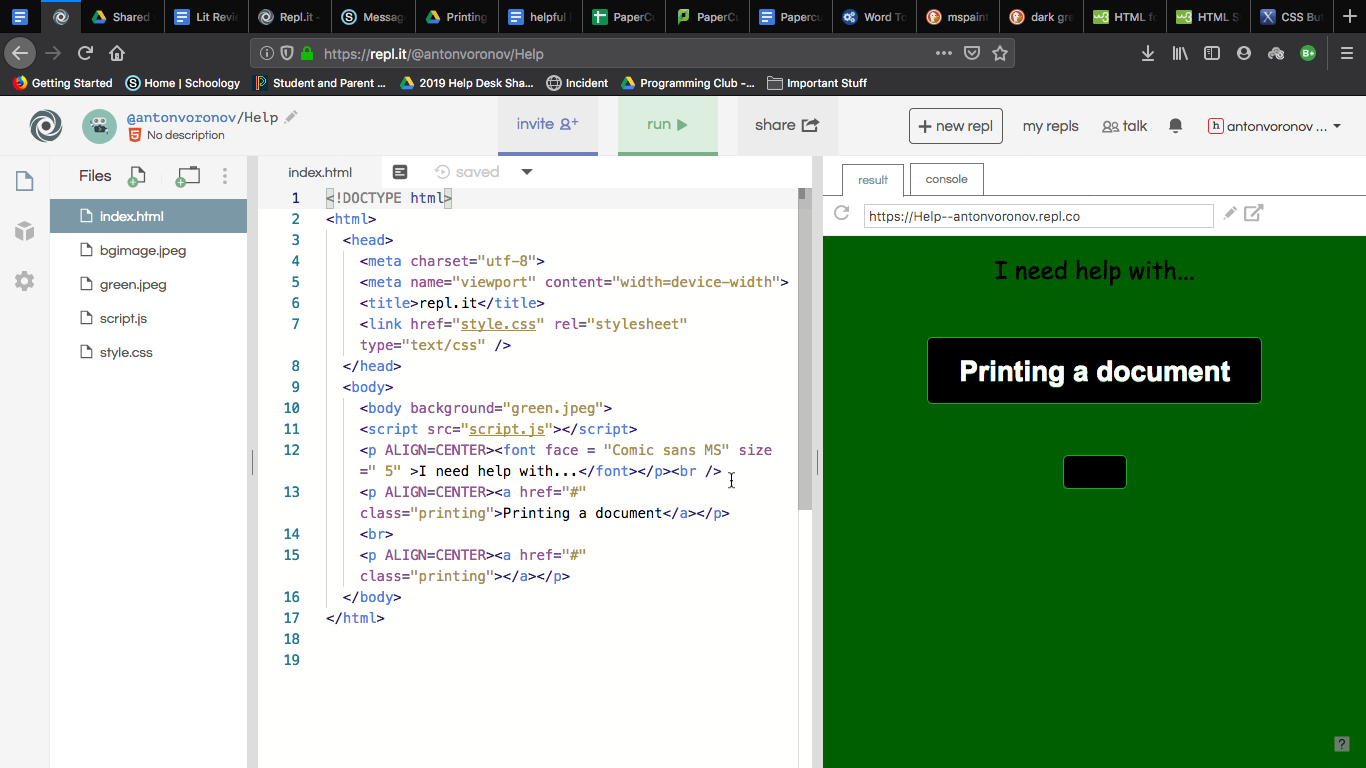 Shared
Lit Revi
Repl.it -
Messag
Printing
helpful
PaperCu
PaperCu
Papercu
Word To
mspaint
dark gre
HTML fo
HTML S
CSS But
https://repl.it/@antonvoronov/Help
Getting Started
Home | Schoology
Student and Parent ...
2019 Help Desk Sha...
Incident
Programming Club -...
Important Stuff
@antonvoronov/Help
No description
invite
run
share
+ new repl
my repls
talk
antonvoronov ...
Files
index.html
bgimage.jpeg
green.jpeg
script.js
style.css
index.html
saved
1 <!DOCTYPE html>
2 <html>
3 <head>
4 <meta charset="utf-8">
5 <meta name="viewport" content="width=device-width">
6 <title>repl.it</title>
7 <link href="style.css" rel="stylesheet"
type="text/css" />
8 </head>
9 <body>
10 <body background="green.jpeg">
11 <script src="script.js"></script>
12 <p ALIGN=CENTER><font face = "Comic sans MS" size
=" 5" >I need help with...</font></p><br />
13 <p ALIGN=CENTER><a href="#"
class="printing">Printing a document</a></p>
14 <br>
15 <p ALIGN=CENTER><a href="#"
class="printing"></a></p>
16 </body>
17 </html>
18
19
result
console
https://Help--antonvoronov.repl.co
I need help with...
Printing a document
?